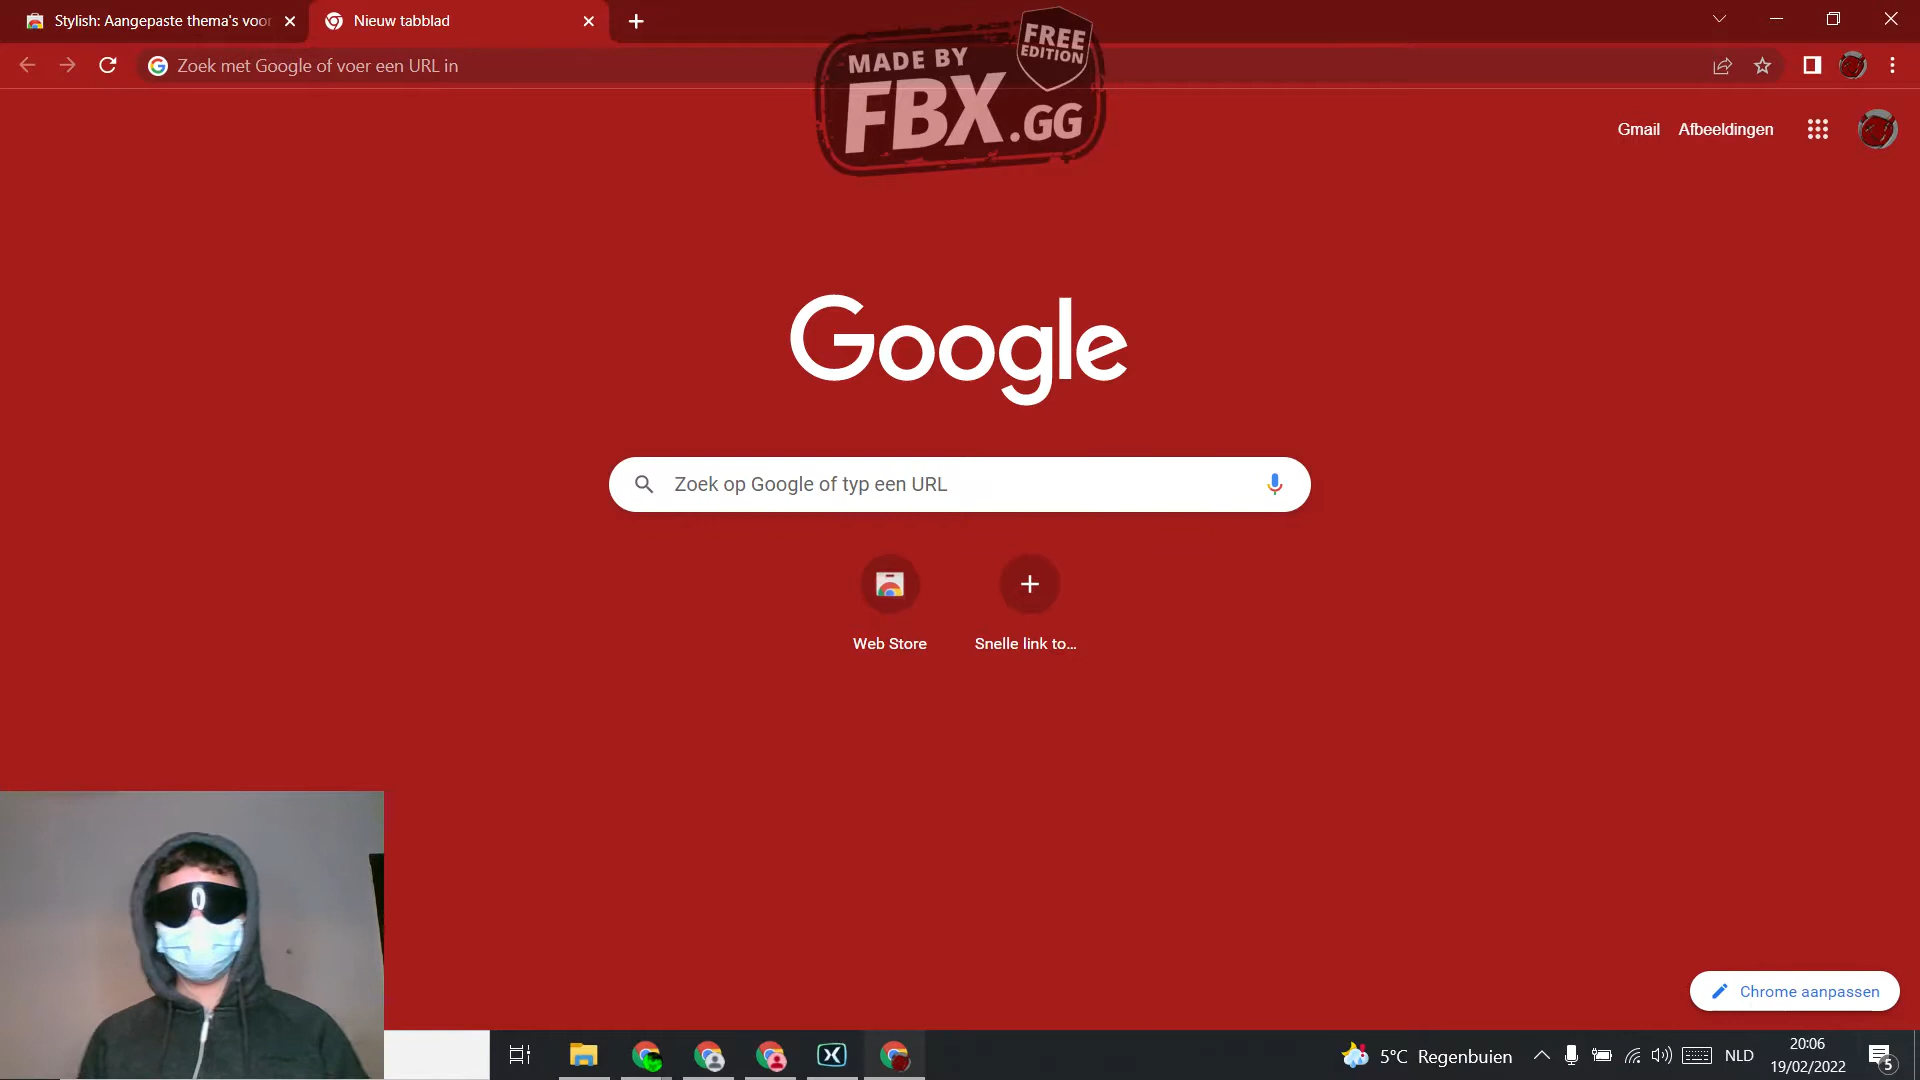 Stylish: Aangepaste thema's voor
Nieuw tabblad
Zoek met Google of voer een URL in
MADE BY
FBX.GG
FREE
EDITION
Gmail
Afbeeldingen
Google
Zoek op Google of typ een URL
Web Store
Snelle link to...
Chrome aanpassen
5°C Regenbuien
NLD
20:06
19/02/2022
5